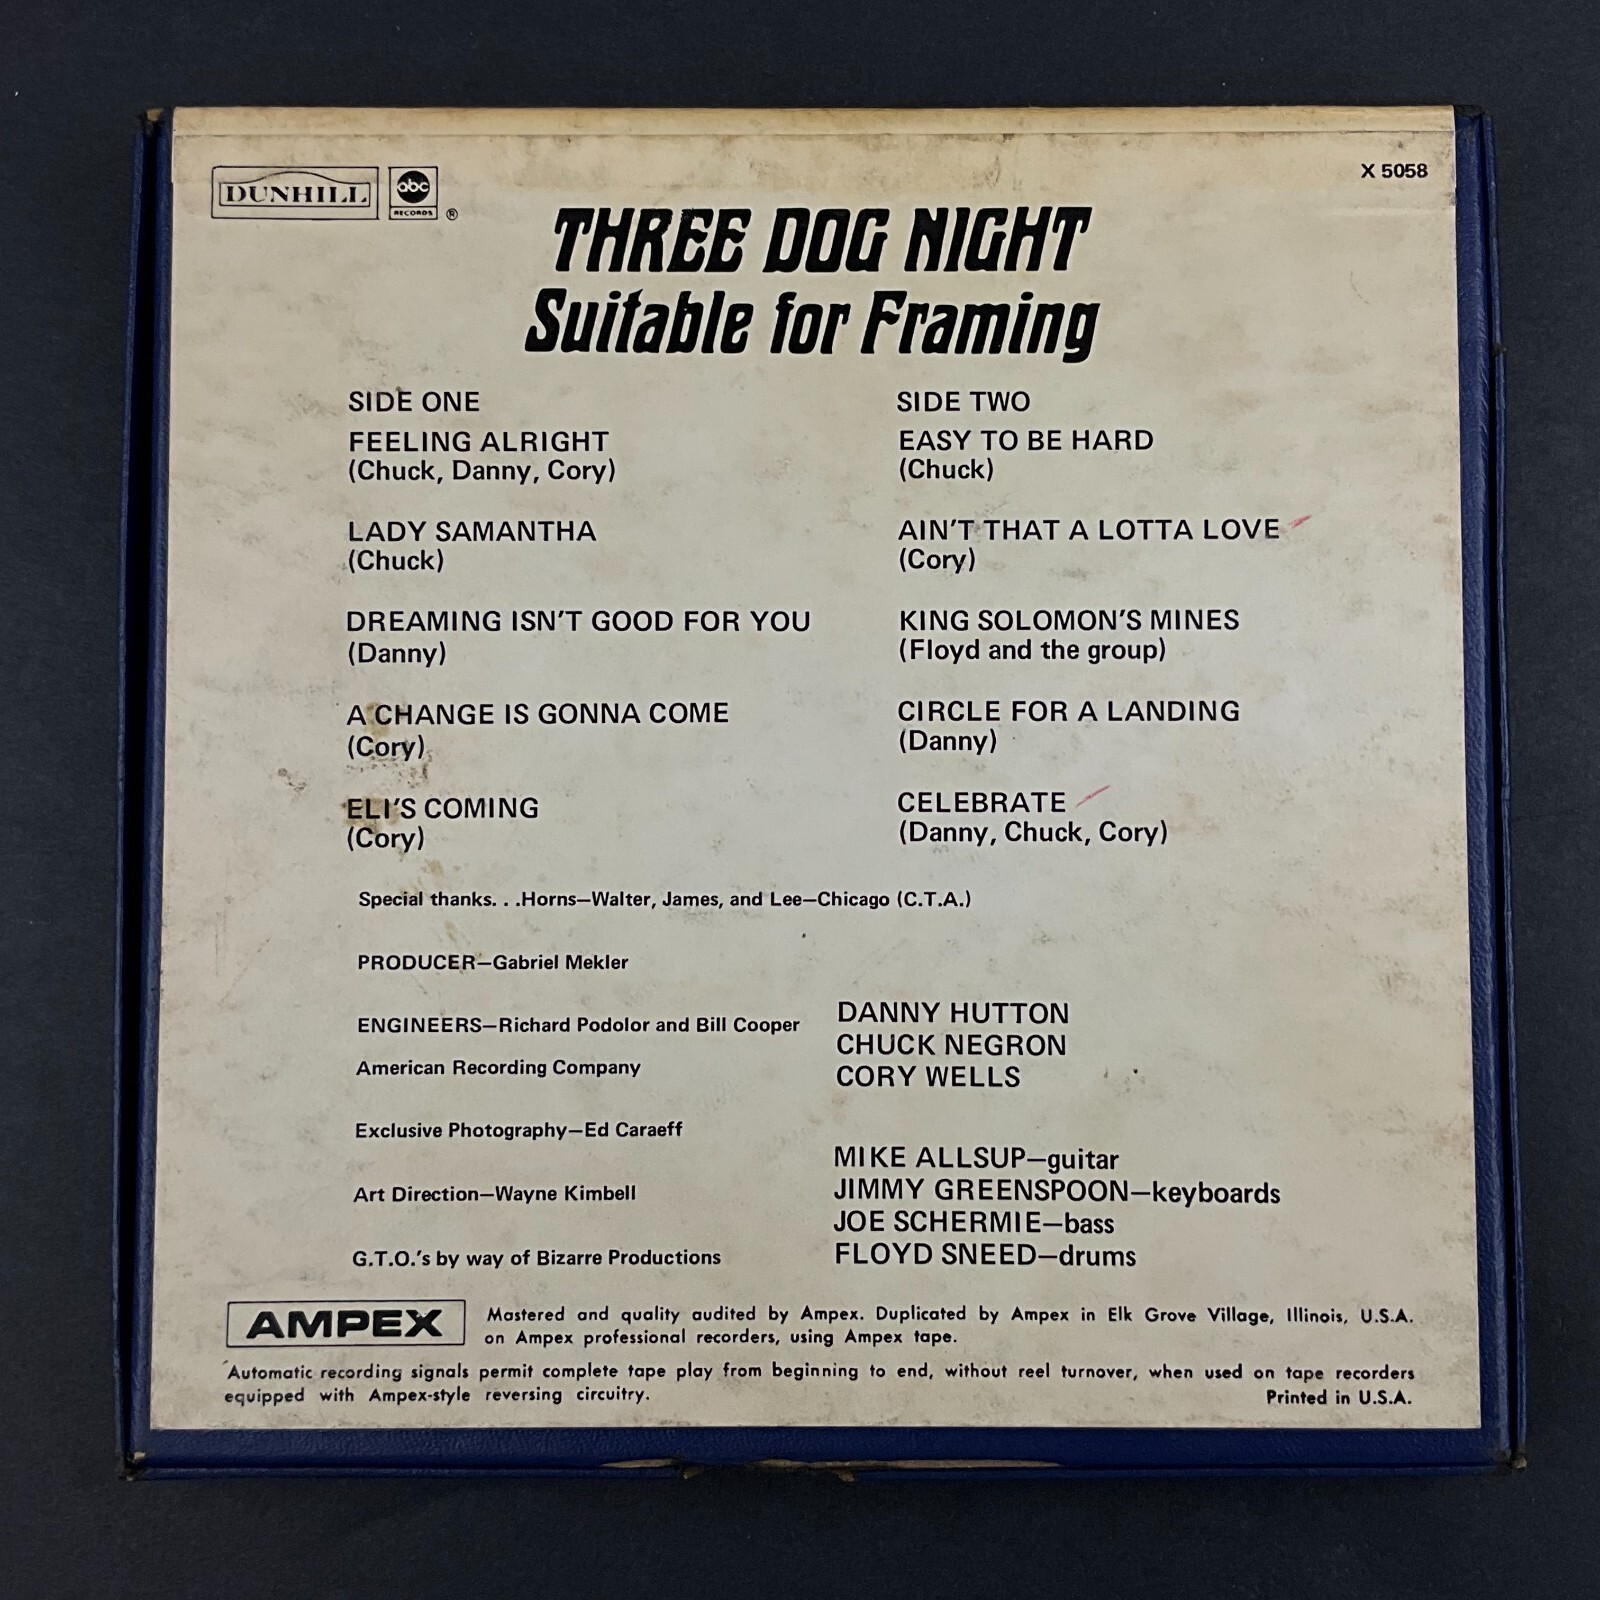 DUNHILL abc RECORDS ®
X 5058
THREE DOG NIGHT
Suitable for Framing
SIDE ONE
FEELING ALRIGHT
(Chuck, Danny, Cory)
LADY SAMANTHA
(Chuck)
DREAMING ISN'T GOOD FOR YOU
(Danny)
A CHANGE IS GONNA COME
(Cory)
ELI'S COMING
(Cory)
SIDE TWO
EASY TO BE HARD
(Chuck)
AIN'T THAT A LOTTA LOVE
(Cory)
KING SOLOMON'S MINES
(Floyd and the group)
CIRCLE FOR A LANDING
(Danny)
CELEBRATE
(Danny, Chuck, Cory)
Special thanks. . .Horns—Walter, James, and Lee—Chicago (C.T.A.)
PRODUCER—Gabriel Mekler
ENGINEERS—Richard Podolor and Bill Cooper
American Recording Company
Exclusive Photography—Ed Caraeff
Art Direction—Wayne Kimbell
G.T.O.'s by way of Bizarre Productions
DANNY HUTTON
CHUCK NEGRON
CORY WELLS
MIKE ALLSUP—guitar
JIMMY GREENSPOON—keyboards
JOE SCHERMIE—bass
FLOYD SNEED—drums
AMPEX
Mastered and quality audited by Ampex. Duplicated by Ampex in Elk Grove Village, Illinois, U.S.A.
on Ampex professional recorders, using Ampex tape.
Automatic recording signals permit complete tape play from beginning to end, without reel turnover, when used on tape recorders
equipped with Ampex-style reversing circuitry.
Printed in U.S.A.